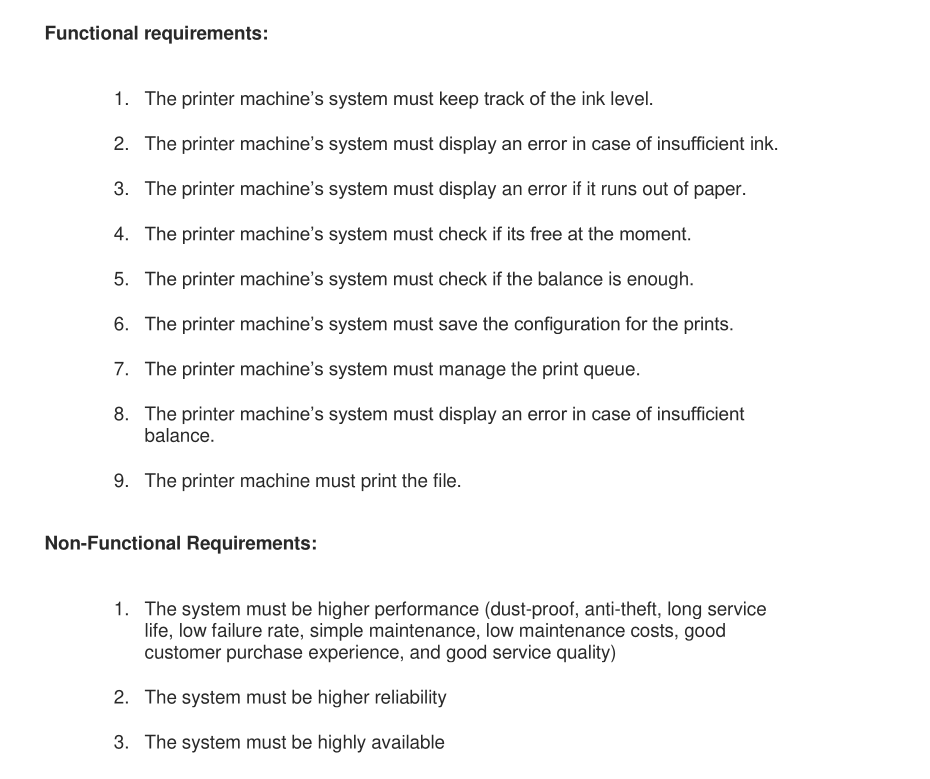 Functional requirements:
1. The printer machine's system must keep track of the ink level.
2. The printer machine's system must display an error in case of insufficient ink.
3. The printer machine's system must display an error if it runs out of paper.
4. The printer machine's system must check if its free at the moment.
5. The printer machine's system must check if the balance is enough.
6. The printer machine's system must save the configuration for the prints.
7. The printer machine's system must manage the print queue.
8. The printer machine's system must display an error in case of insufficient
balance.
9. The printer machine must print the file.
Non-Functional Requirements:
1. The system must be higher performance (dust-proof, anti-theft, long service
life, low failure rate, simple maintenance, low maintenance costs, good
customer purchase experience, and good service quality)
2. The system must be higher reliability
3. The system must be highly available